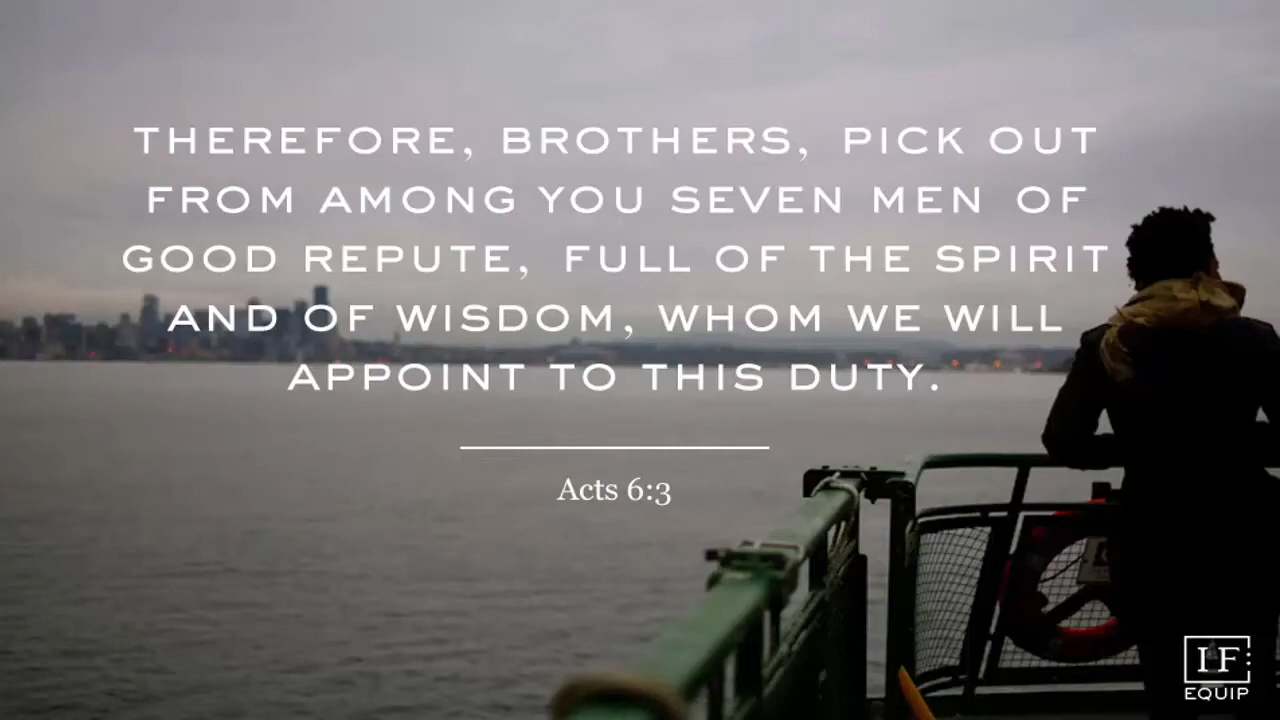 THEREFORE, BROTHERS, PICK OUT
FROM AMONG YOU SEVEN MEN OF
GOOD REPUTE, FULL OF THE SPIRIT
AND OF WISDOM, WHOM WE WILL
APPOINT TO THIS DUTY.
Acts 6:3
IF:
EQUIP